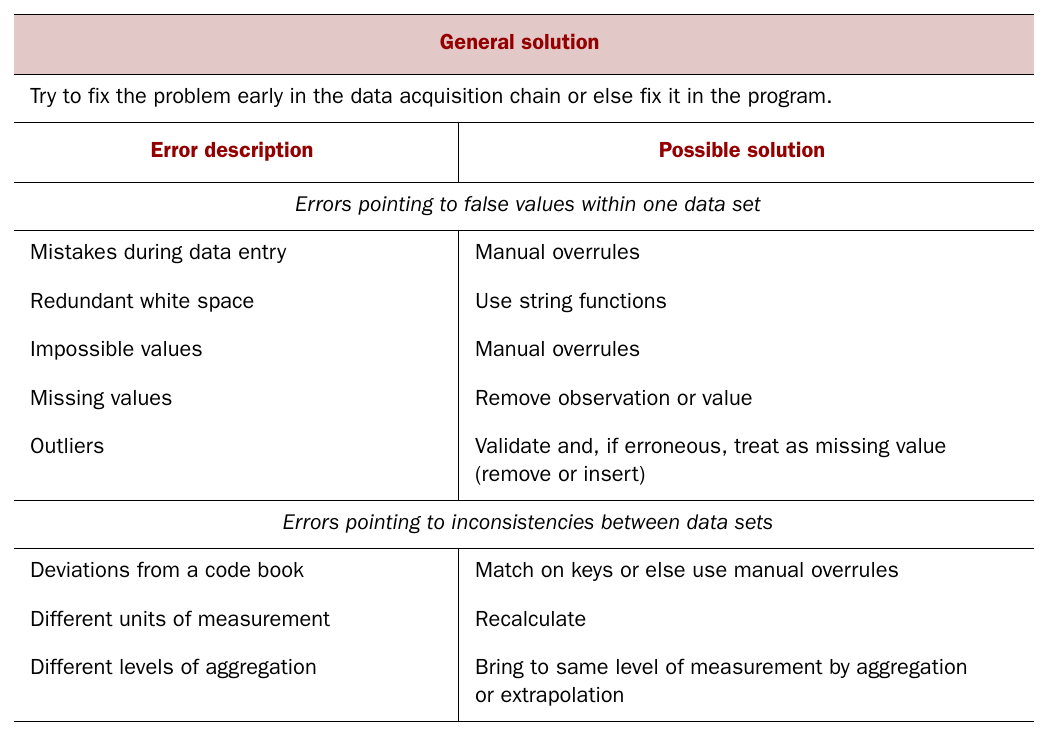 General solution
Try to fix the problem early in the data acquisition chain or else fix it in the program.
Error description
Possible solution
Errors pointing to false values within one data set
Mistakes during data entry
Manual overrules
Redundant white space
Use string functions
Impossible values
Manual overrules
Missing values
Remove observation or value
Outliers
Validate and, if erroneous, treat as missing value
(remove or insert)
Errors pointing to inconsistencies between data sets
Deviations from a code book
Match on keys or else use manual overrules
Different units of measurement
Recalculate
Different levels of aggregation
Bring to same level of measurement by aggregation
or extrapolation